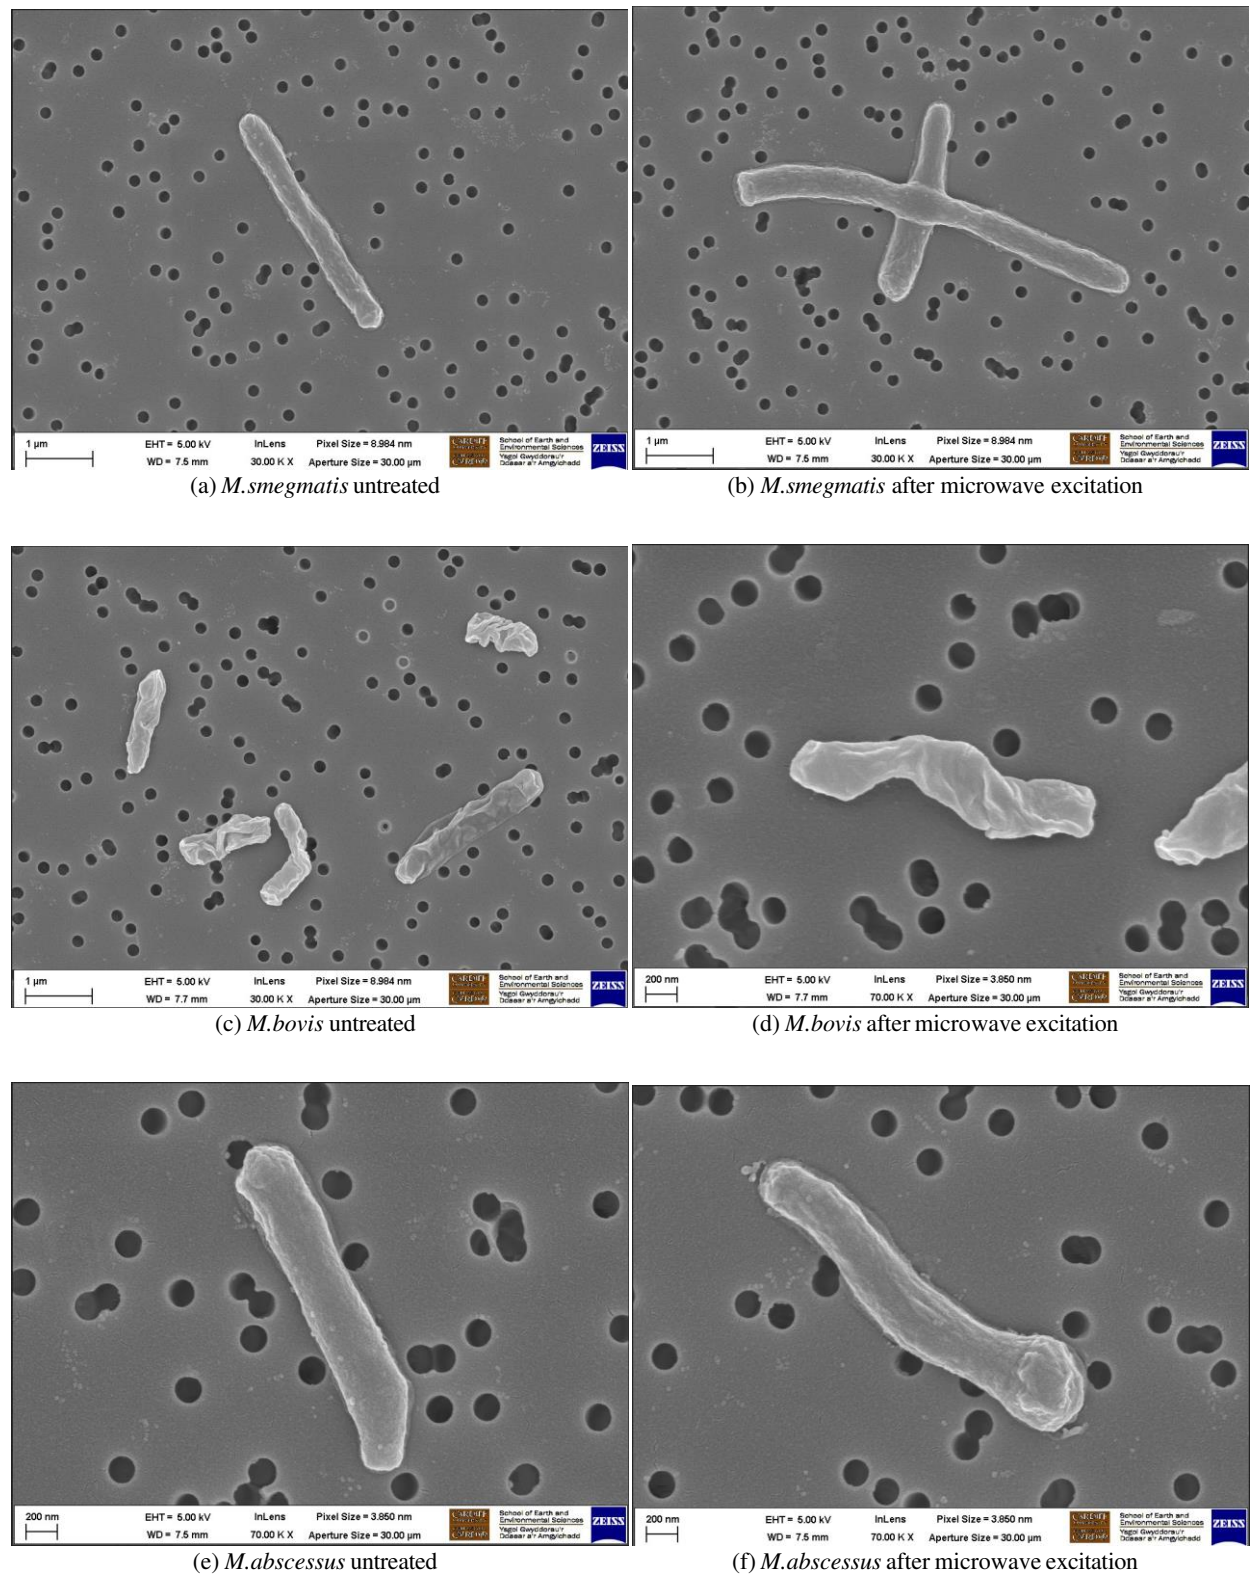 1 µm EHT = 5.00 kV InLens Pixel Size = 8.984 nm School of Earth and Environmental Sciences ZEISS
WD = 7.5 mm 30.00 K X Aperture Size = 30.00 µm
(a) M.smegmatis untreated
1 µm EHT = 5.00 kV InLens Pixel Size = 8.984 nm School of Earth and Environmental Sciences ZEISS
WD = 7.5 mm 30.00 K X Aperture Size = 30.00 µm
(b) M.smegmatis after microwave excitation
1 µm EHT = 5.00 kV InLens Pixel Size = 8.984 nm School of Earth and Environmental Sciences ZEISS
WD = 7.7 mm 30.00 K X Aperture Size = 30.00 µm
(c) M.bovis untreated
200 nm EHT = 5.00 kV InLens Pixel Size = 3.850 nm School of Earth and Environmental Sciences ZEISS
WD = 7.7 mm 70.00 K X Aperture Size = 30.00 µm
(d) M.bovis after microwave excitation
200 nm EHT = 5.00 kV InLens Pixel Size = 3.850 nm School of Earth and Environmental Sciences ZEISS
WD = 7.5 mm 70.00 K X Aperture Size = 30.00 µm
(e) M.abscessus untreated
200 nm EHT = 5.00 kV InLens Pixel Size = 3.850 nm School of Earth and Environmental Sciences ZEISS
WD = 7.5 mm 70.00 K X Aperture Size = 30.00 µm
(f) M.abscessus after microwave excitation